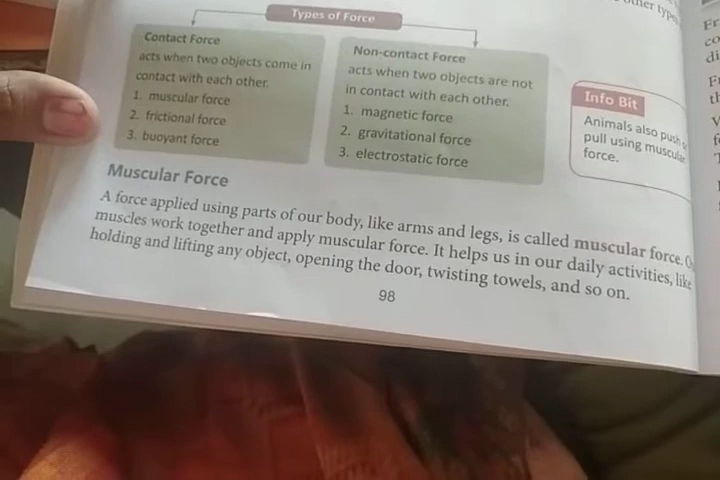 other types
Types of Force
Contact Force
acts when two objects come in
contact with each other.
1. muscular force
2. frictional force
3. buoyant force
Non-contact Force
acts when two objects are not
in contact with each other.
1. magnetic force
2. gravitational force
3. electrostatic force
Info Bit
Animals also push
pull using muscular
force.
Muscular Force
A force applied using parts of our body, like arms and legs, is called muscular force.
muscles work together and apply muscular force. It helps us in our daily activities, like
holding and lifting any object, opening the door, twisting towels, and so on.
98